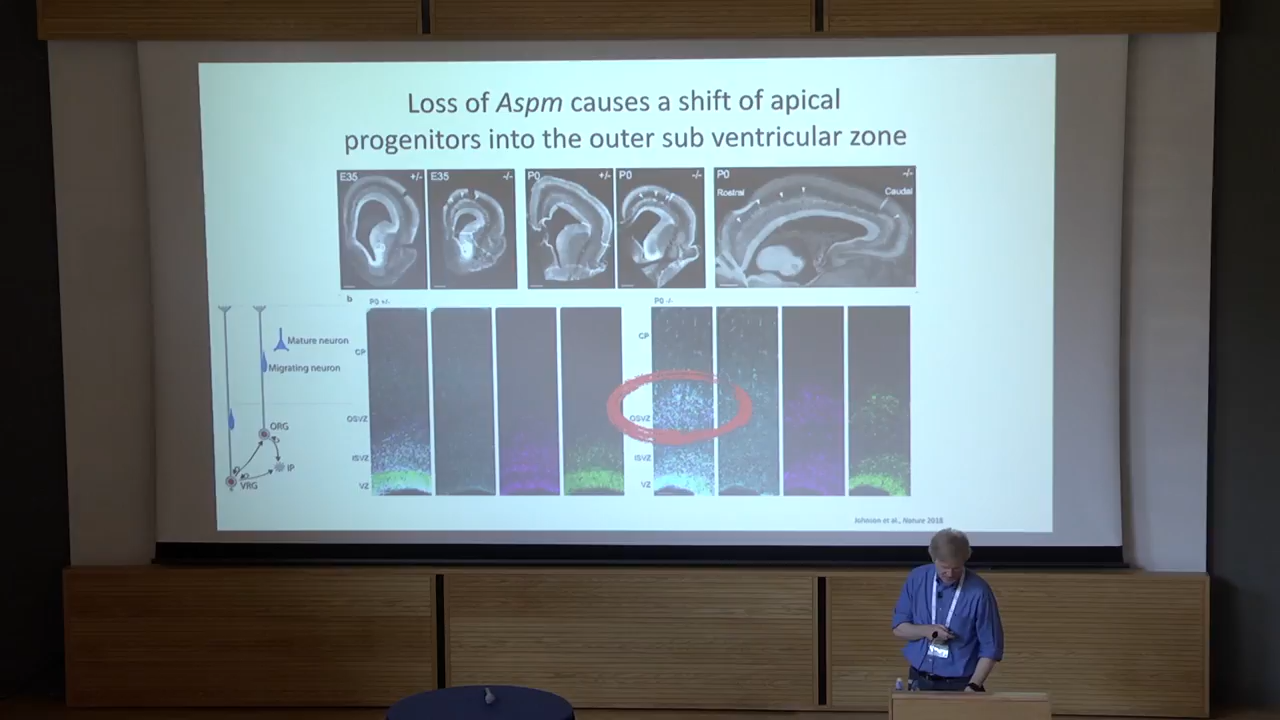 Loss of Aspm causes a shift of apical
progenitors into the outer sub ventricular zone
E35 +/-
E35 -/-
P0 +/-
P0 -/-
P0 -/-
Rostral Caudal
b
P0 +/-
P0 -/-
Mature neuron
Migrating neuron
ORG
IP
VRG
CP
OSVZ
ISVZ
VZ
CP
OSVZ
ISVZ
VZ
Johnson et al., Nature 2018